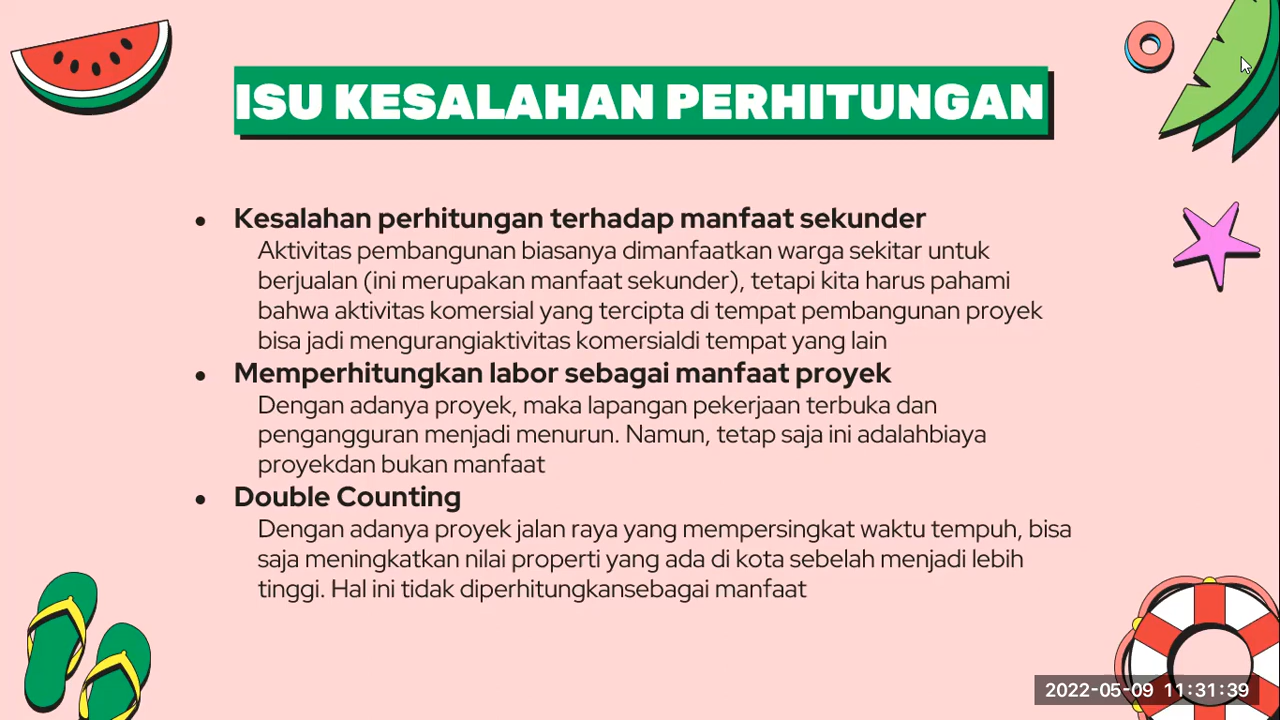 ISU KESALAHAN PERHITUNGAN
• Kesalahan perhitungan terhadap manfaat sekunder
Aktivitas pembangunan biasanya dimanfaatkan warga sekitar untuk
berjualan (ini merupakan manfaat sekunder), tetapi kita harus pahami
bahwa aktivitas komersial yang tercipta di tempat pembangunan proyek
bisa jadi mengurangiaktivitas komersialdi tempat yang lain
• Memperhitungkan labor sebagai manfaat proyek
Dengan adanya proyek, maka lapangan pekerjaan terbuka dan
pengangguran menjadi menurun. Namun, tetap saja ini adalahbiaya
proyekdan bukan manfaat
• Double Counting
Dengan adanya proyek jalan raya yang mempersingkat waktu tempuh, bisa
saja meningkatkan nilai properti yang ada di kota sebelah menjadi lebih
tinggi. Hal ini tidak diperhitungkansebagai manfaat
2022-05-09 11:31:39